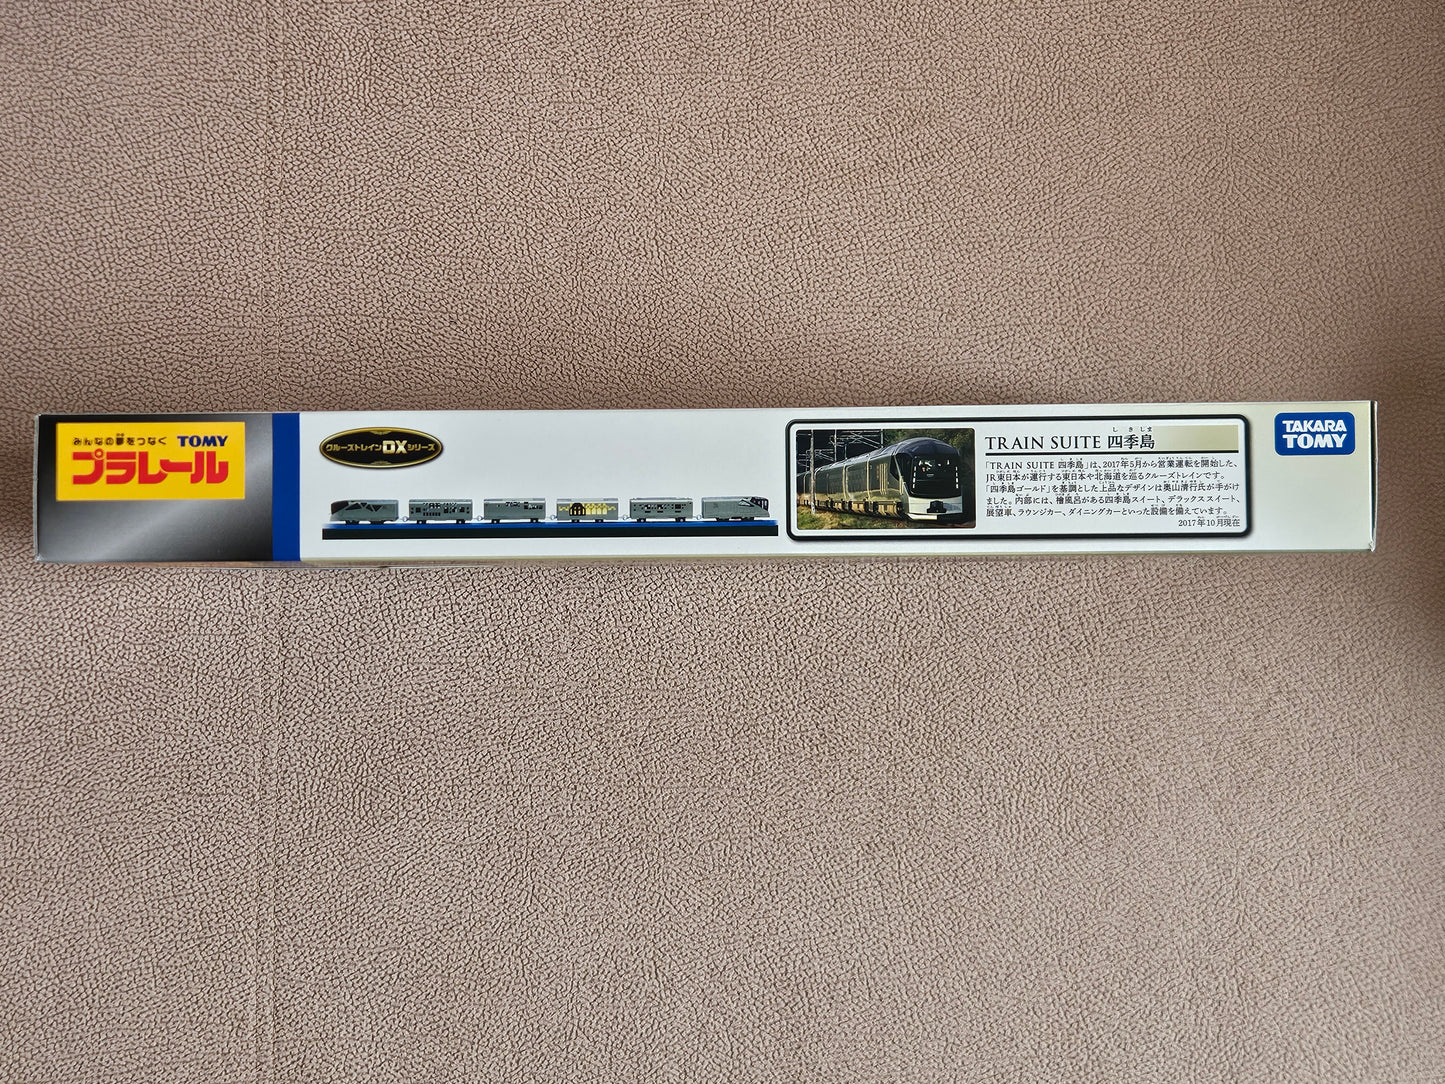 みんなの夢をつなぐ TOMY
プラレール
クルーズトレインDXシリーズ
TRAIN SUITE 四季島
「TRAIN SUITE 四季島」は、2017年5月から営業運転を開始した、
JR東日本が運行する東日本や北海道を巡るクルーズトレインです。
「四季島ゴールド」を基調とした上品なデザインは奥山清行氏が手がけ
ました。内部には、檜風呂がある四季島スイート、デラックススイート、
展望車、ラウンジカー、ダイニングカーといった設備を備えています。
2017年10月現在
TAKARA
TOMY